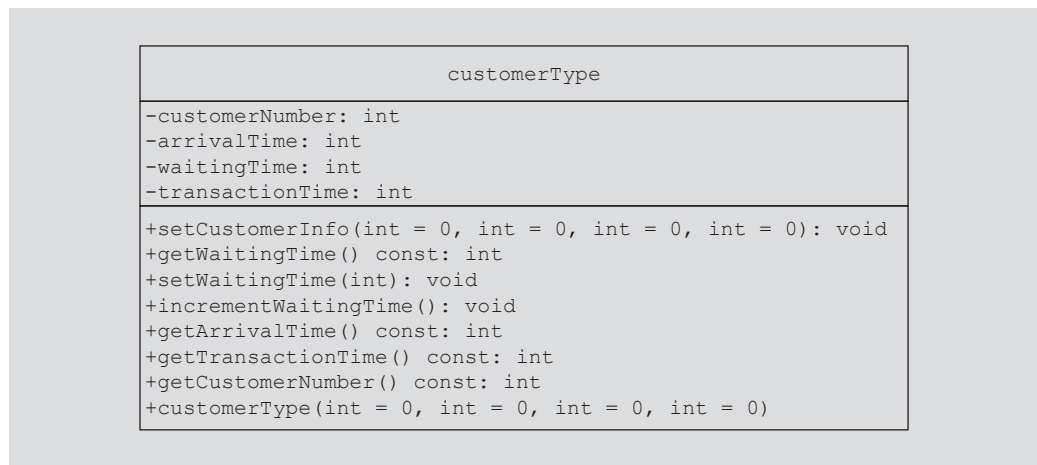 customerType
-customerNumber: int
-arrivalTime: int
-waitingTime: int
-transactionTime: int
+setCustomerInfo(int = 0, int = 0, int = 0, int = 0): void
+getWaitingTime() const: int
+setWaitingTime(int): void
+incrementWaitingTime(): void
+getArrivalTime() const: int
+getTransactionTime() const: int
+getCustomerNumber() const: int
+customerType(int = 0, int = 0, int = 0, int = 0)